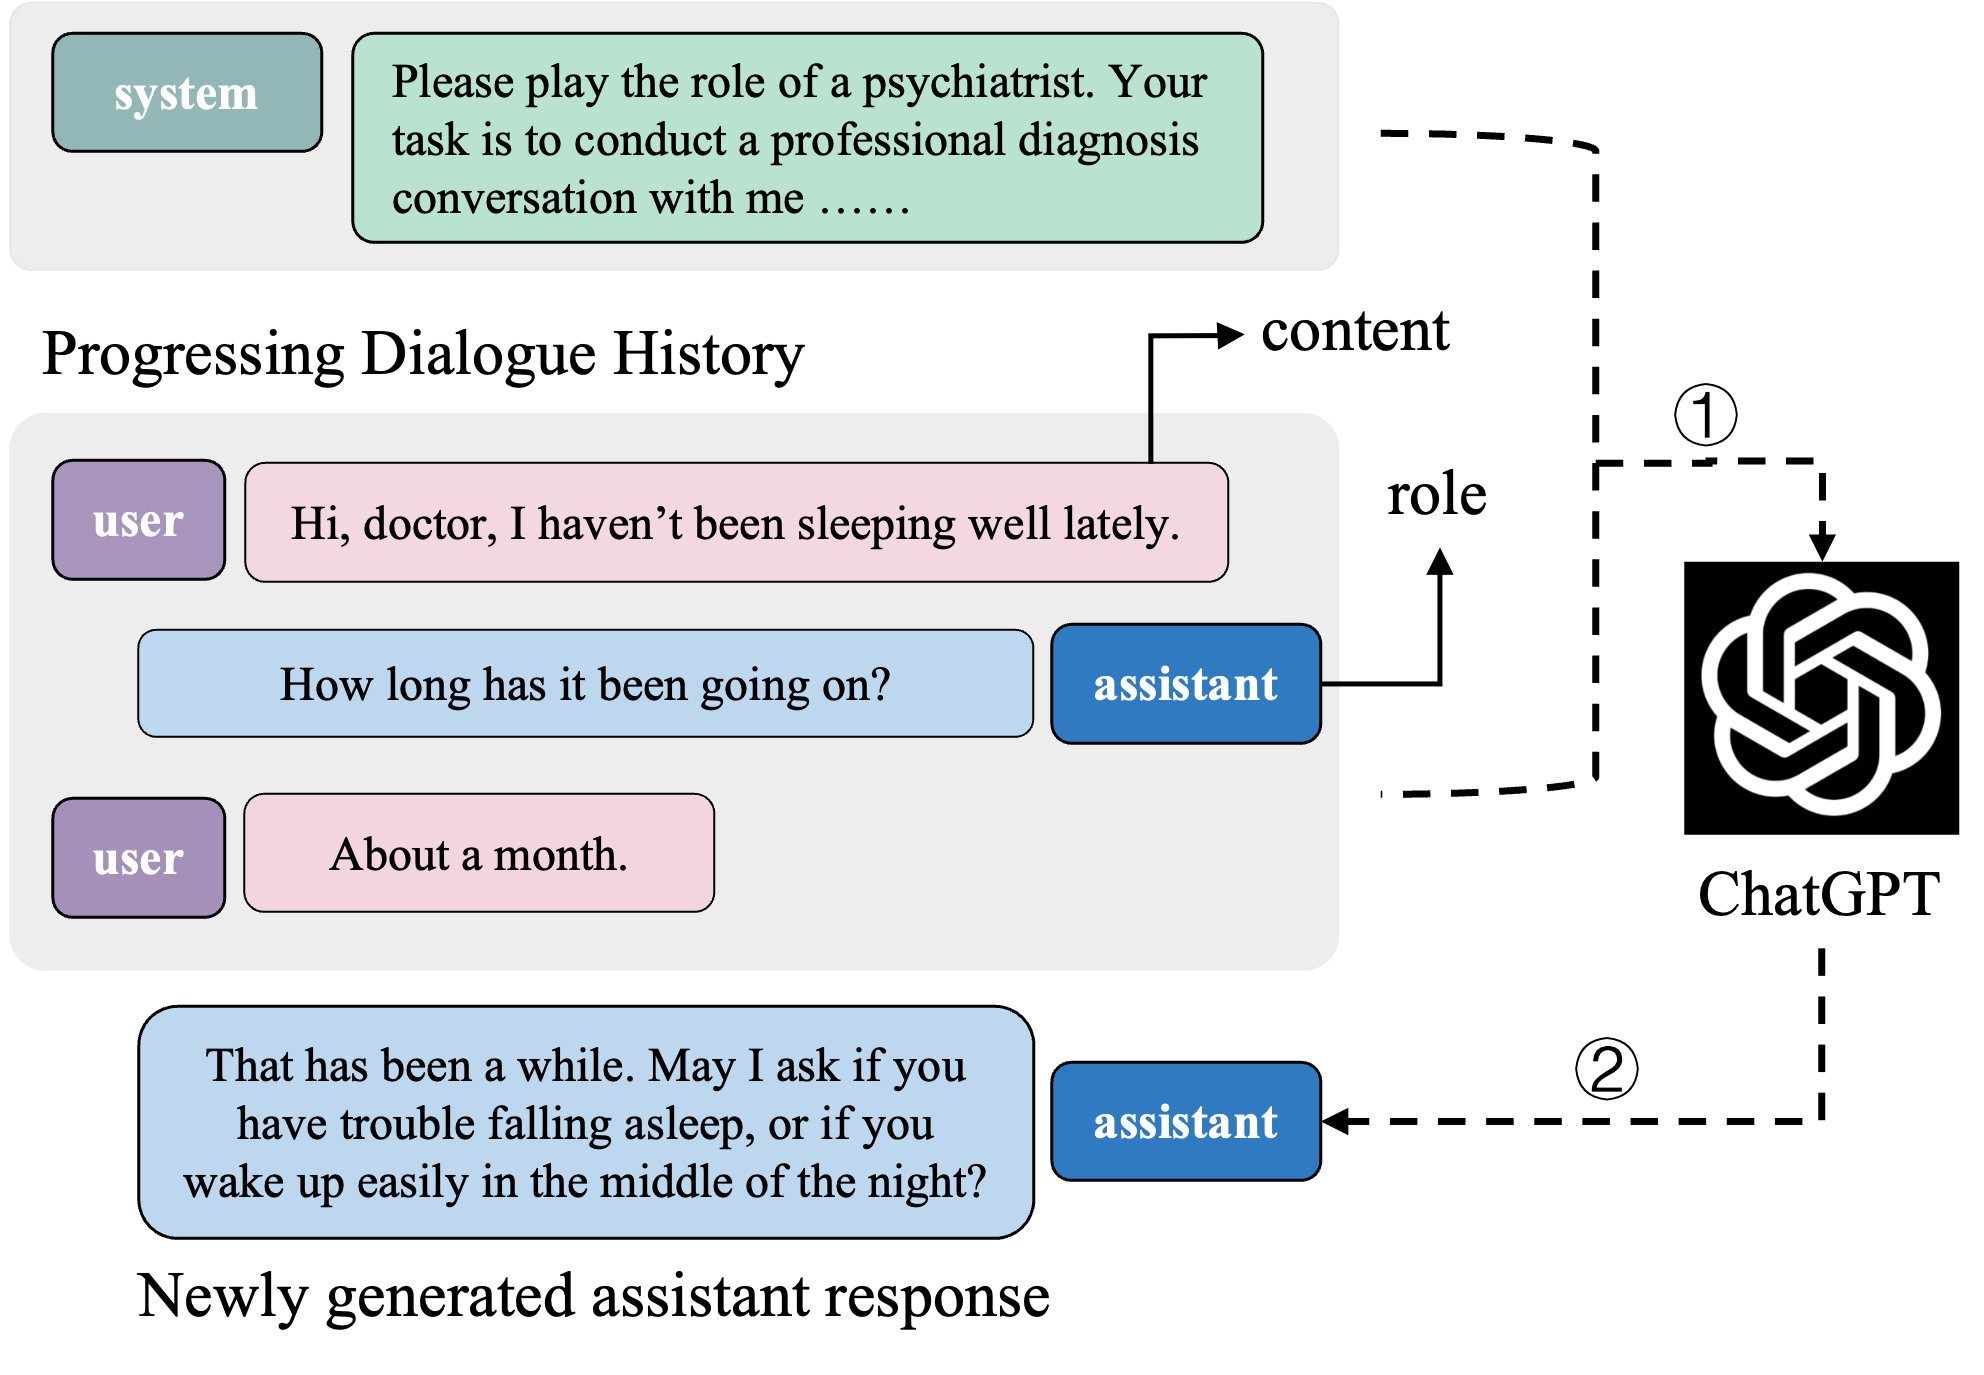 system
Please play the role of a psychiatrist. Your
task is to conduct a professional diagnosis
conversation with me ……
Progressing Dialogue History
content
①
role
user
Hi, doctor, I haven’t been sleeping well lately.
How long has it been going on?
assistant
user
About a month.
ChatGPT
That has been a while. May I ask if you
have trouble falling asleep, or if you
wake up easily in the middle of the night?
assistant
②
Newly generated assistant response